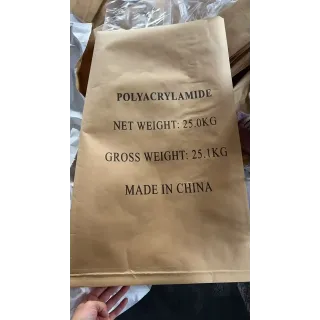 POLYACRYLAMIDE
NET WEIGHT: 25.0KG
GROSS WEIGHT: 25.1KG
MADE IN CHINA